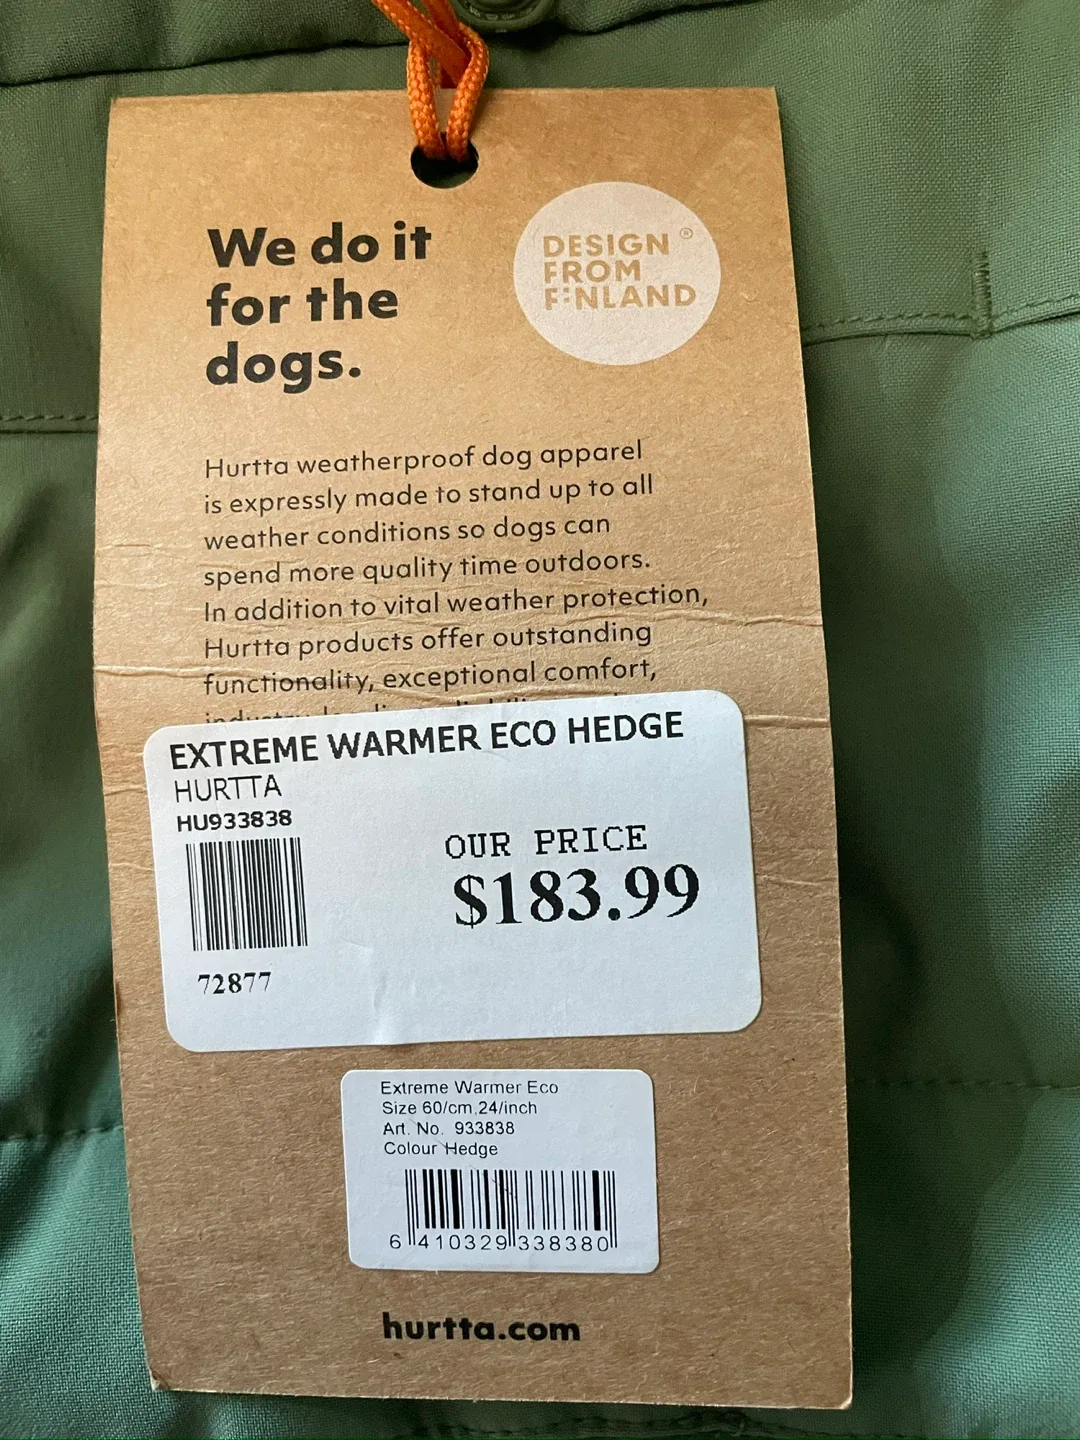 We do it
for the
dogs.
DESIGN ®
FROM
FINLAND
Hurtta weatherproof dog apparel
is expressly made to stand up to all
weather conditions so dogs can
spend more quality time outdoors.
In addition to vital weather protection,
Hurtta products offer outstanding
functionality, exceptional comfort,
EXTREME WARMER ECO HEDGE
HURTTA
HU933838
OUR PRICE
$183.99
72877
Extreme Warmer Eco
Size 60/cm,24/inch
Art. No. 933838
Colour Hedge
6 410329 338380
hurtta.com